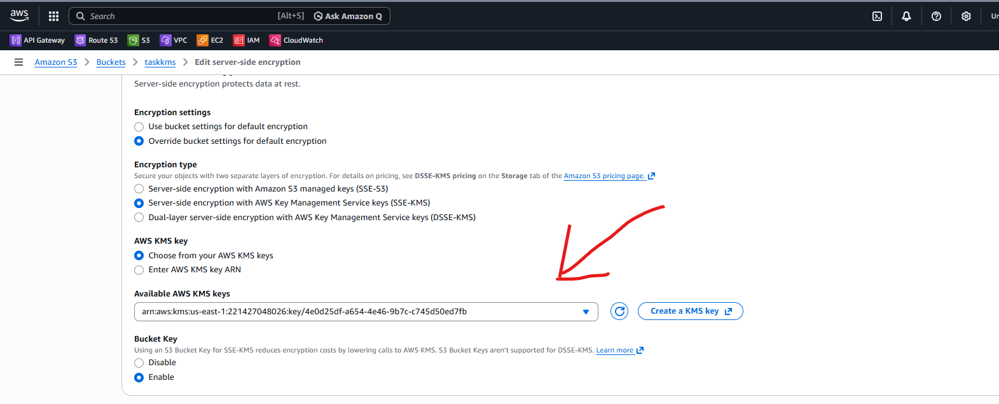 aws
Search [Alt+S] Ask Amazon Q
API Gateway Route 53 S3 VPC EC2 IAM CloudWatch
Amazon S3 > Buckets > taskkms > Edit server-side encryption
Server-side encryption protects data at rest.
Encryption settings
Use bucket settings for default encryption
Override bucket settings for default encryption
Encryption type
Secure your objects with two separate layers of encryption. For details on pricing, see DSSE-KMS pricing on the Storage tab of the Amazon S3 pricing page.
Server-side encryption with Amazon S3 managed keys (SSE-S3)
Server-side encryption with AWS Key Management Service keys (SSE-KMS)
Dual-layer server-side encryption with AWS Key Management Service keys (DSSE-KMS)
AWS KMS key
Choose from your AWS KMS keys
Enter AWS KMS key ARN
Available AWS KMS keys
arn:aws:kms:us-east-1:221427048026:key/4e0d25df-a654-4e46-9b7c-c745d50ed7fb
Create a KMS key
Bucket Key
Using an S3 Bucket Key for SSE-KMS reduces encryption costs by lowering calls to AWS KMS. S3 Bucket Keys aren't supported for DSSE-KMS. Learn more
Disable
Enable